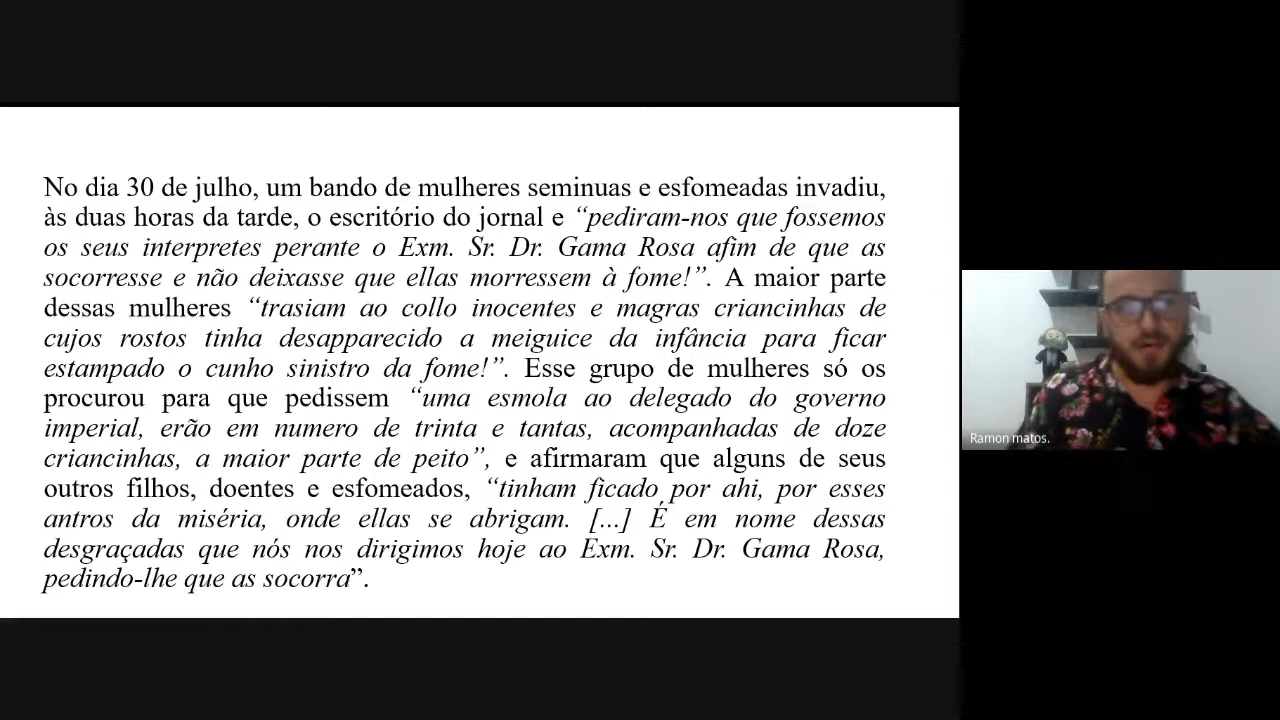 No dia 30 de julho, um bando de mulheres seminuas e esfomeadas invadiu,
às duas horas da tarde, o escritório do jornal e “pediram-nos que fossemos
os seus interpretes perante o Exm. Sr. Dr. Gama Rosa afim de que as
socorresse e não deixasse que ellas morressem à fome!”. A maior parte
dessas mulheres “trasiam ao collo inocentes e magras criancinhas de
cujos rostos tinha desapparecido a meiguice da infância para ficar
estampado o cunho sinistro da fome!”. Esse grupo de mulheres só os
procurou para que pedissem “uma esmola ao delegado do governo
imperial, erão em numero de trinta e tantas, acompanhadas de doze
criancinhas, a maior parte de peito”, e afirmaram que alguns de seus
outros filhos, doentes e esfomeados, “tinham ficado por ahi, por esses
antros da miséria, onde ellas se abrigam. [...] É em nome dessas
desgraçadas que nós nos dirigimos hoje ao Exm. Sr. Dr. Gama Rosa,
pedindo-lhe que as socorra”.
Ramon matos.